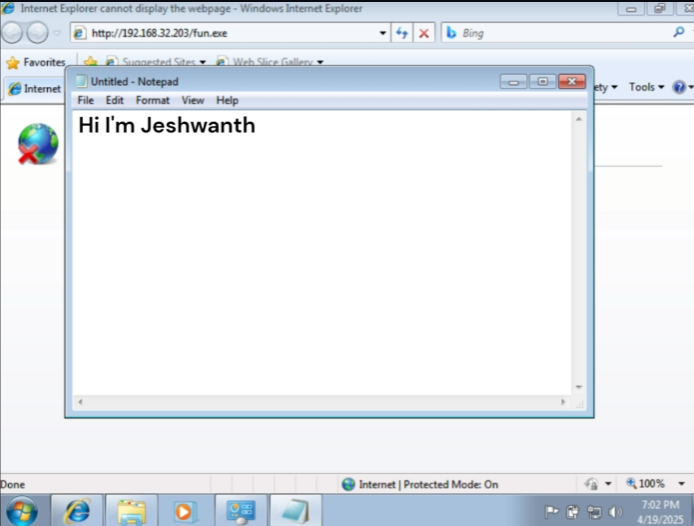 Internet Explorer cannot display the webpage - Windows Internet Explorer
http://192.168.32.203/fun.exe
Bing
Favorites
Suggested Sites
Web Slice Gallery
Internet
Tools
Untitled - Notepad
File Edit Format View Help
Hi I'm Jeshwanth
Done
Internet | Protected Mode: On
100%
7:02 PM
4/19/2025